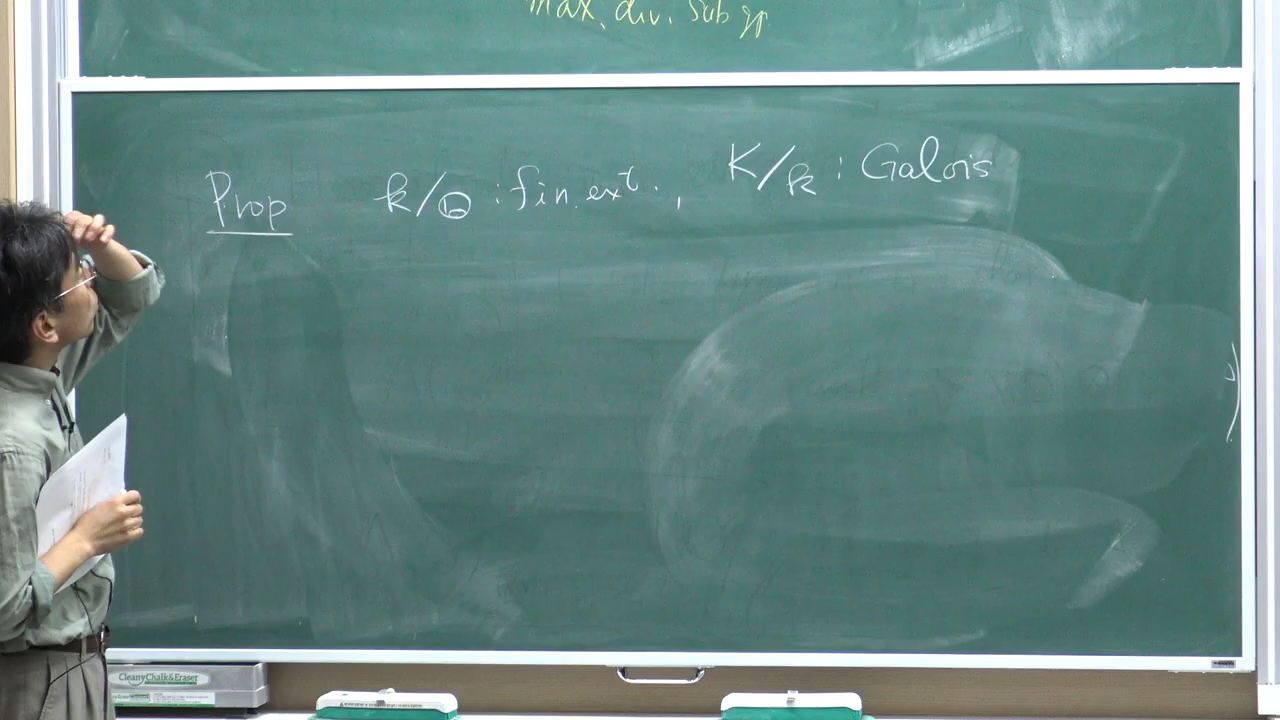 max. div. sub gp
Prop k/ℚ : fin. ext. , K/k : Galois
)
CleanyChalk&Eraser